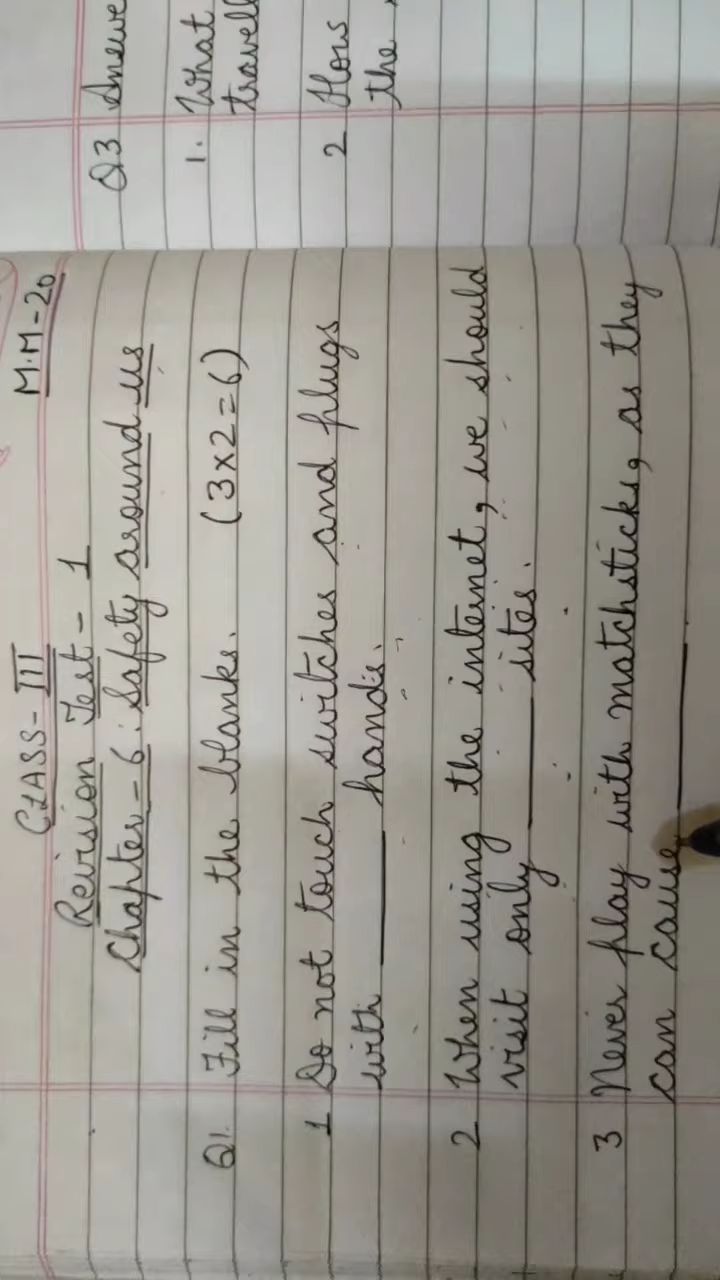 CLASS-III
M.M-20
Revision Test - 1
Chapter-6: Safety around us
Q1. Fill in the blanks. (3x2=6)
1 Do not touch switches and plugs
with ______ hands.
2 When using the internet, we should
visit only ______ sites.
3 Never play with matchsticks, as they
can cause ______
Q3 Answe
1. What
travell
2 How
the